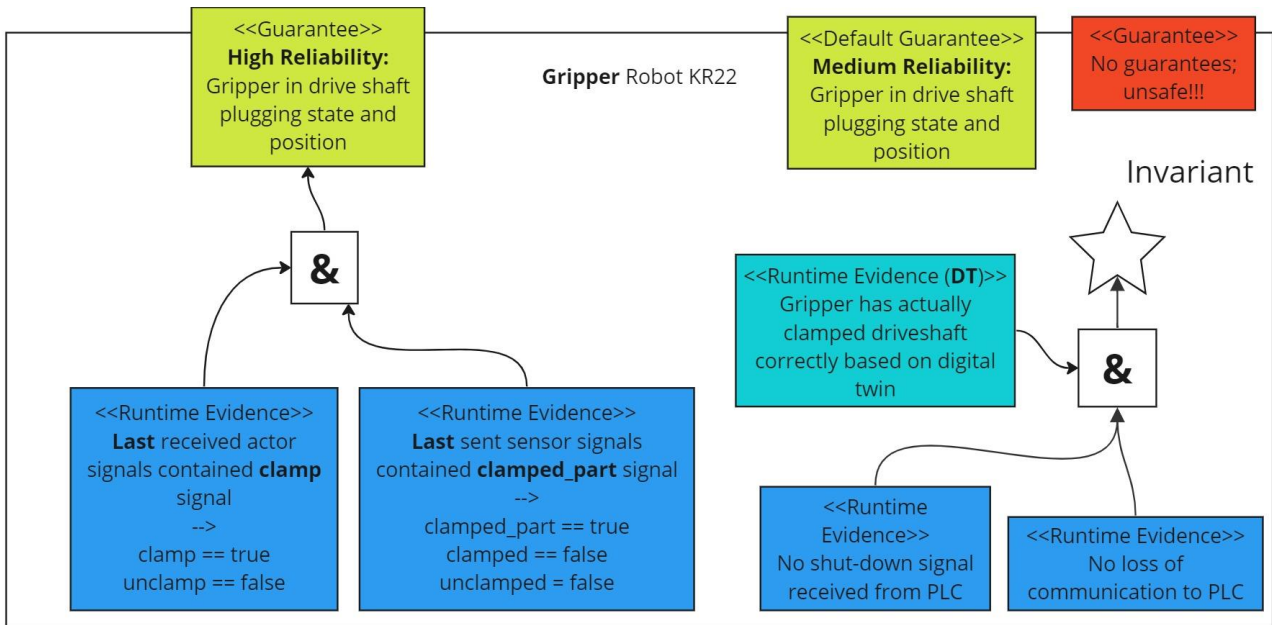 <<Guarantee>>
High Reliability:
Gripper in drive shaft
plugging state and
position
Gripper Robot KR22
<<Default Guarantee>>
Medium Reliability:
Gripper in drive shaft
plugging state and
position
<<Guarantee>>
No guarantees;
unsafe!!!
Invariant
&
<<Runtime Evidence (DT)>>
Gripper has actually
clamped driveshaft
correctly based on digital
twin
&
<<Runtime Evidence>>
Last received actor
signals contained clamp
signal
-->
clamp == true
unclamp == false
<<Runtime Evidence>>
Last sent sensor signals
contained clamped_part signal
-->
clamped_part == true
clamped == false
unclamped = false
<<Runtime
Evidence>>
No shut-down signal
received from PLC
<<Runtime Evidence>>
No loss of
communication to PLC